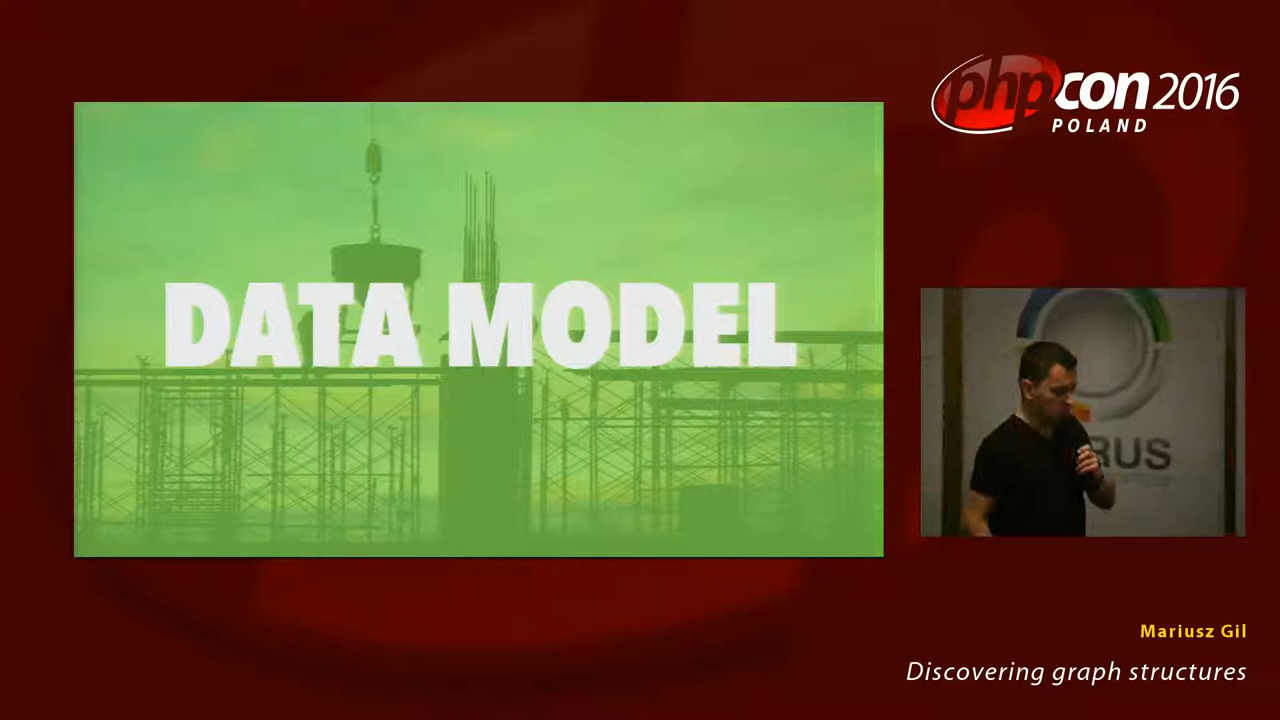 phpcon 2016
POLAND
DATA MODEL
RUS
Mariusz Gil
Discovering graph structures